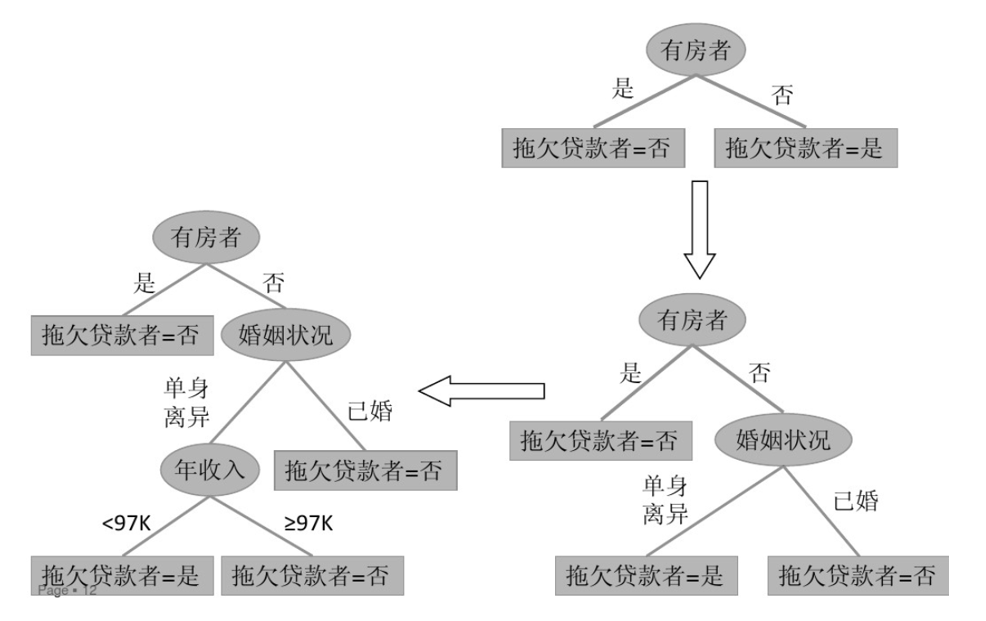 有房者
是
否
拖欠贷款者=否
拖欠贷款者=是
有房者
是
否
拖欠贷款者=否
婚姻状况
单身
离异
已婚
拖欠贷款者=是
拖欠贷款者=否
有房者
是
否
拖欠贷款者=否
婚姻状况
单身
离异
已婚
年收入
拖欠贷款者=否
<97K
≥97K
拖欠贷款者=是
拖欠贷款者=否
Page ▪ 12